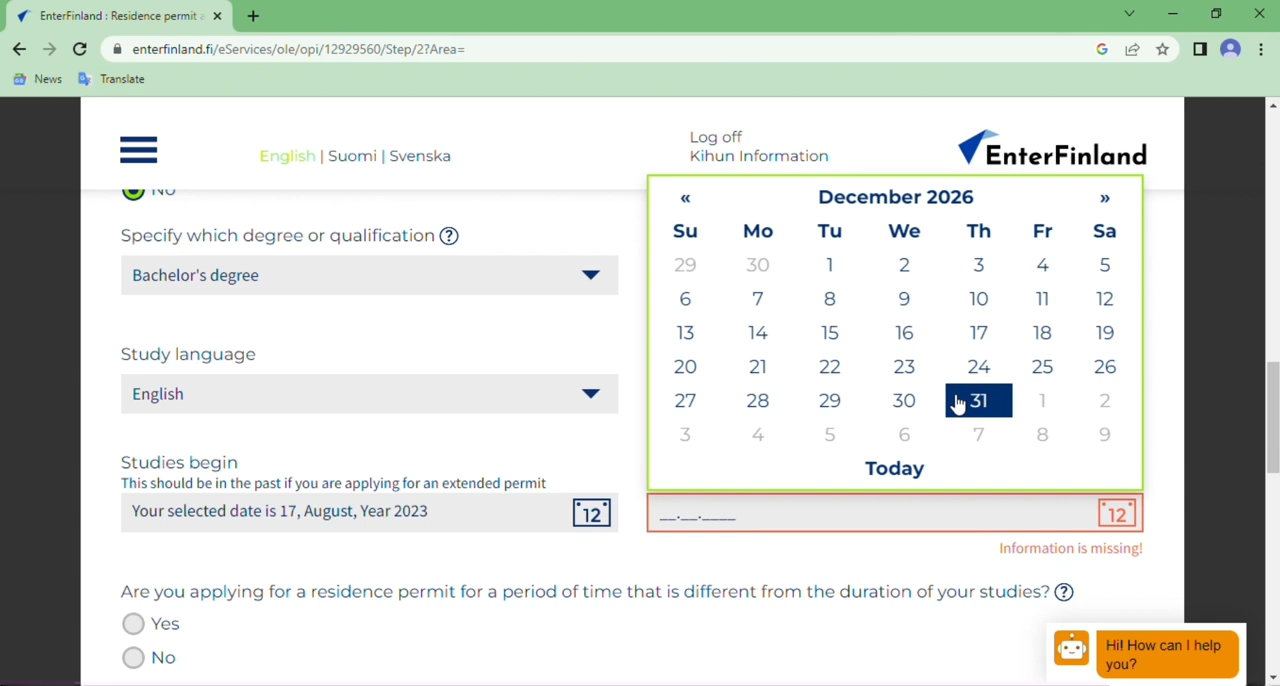 EnterFinland : Residence permit a
enterfinland.fi/eServices/ole/opi/12929560/Step/2?Area=
News Translate
English | Suomi | Svenska
Log off
Kihun Information
EnterFinland
No
Specify which degree or qualification ?
Bachelor's degree
Study language
English
Studies begin
This should be in the past if you are applying for an extended permit
Your selected date is 17, August, Year 2023 12
« December 2026 »
Su Mo Tu We Th Fr Sa
29 30 1 2 3 4 5
6 7 8 9 10 11 12
13 14 15 16 17 18 19
20 21 22 23 24 25 26
27 28 29 30 31 1 2
3 4 5 6 7 8 9
Today
__.__.____ 12
Information is missing!
Are you applying for a residence permit for a period of time that is different from the duration of your studies? ?
Yes
No
Hi! How can I help
you?